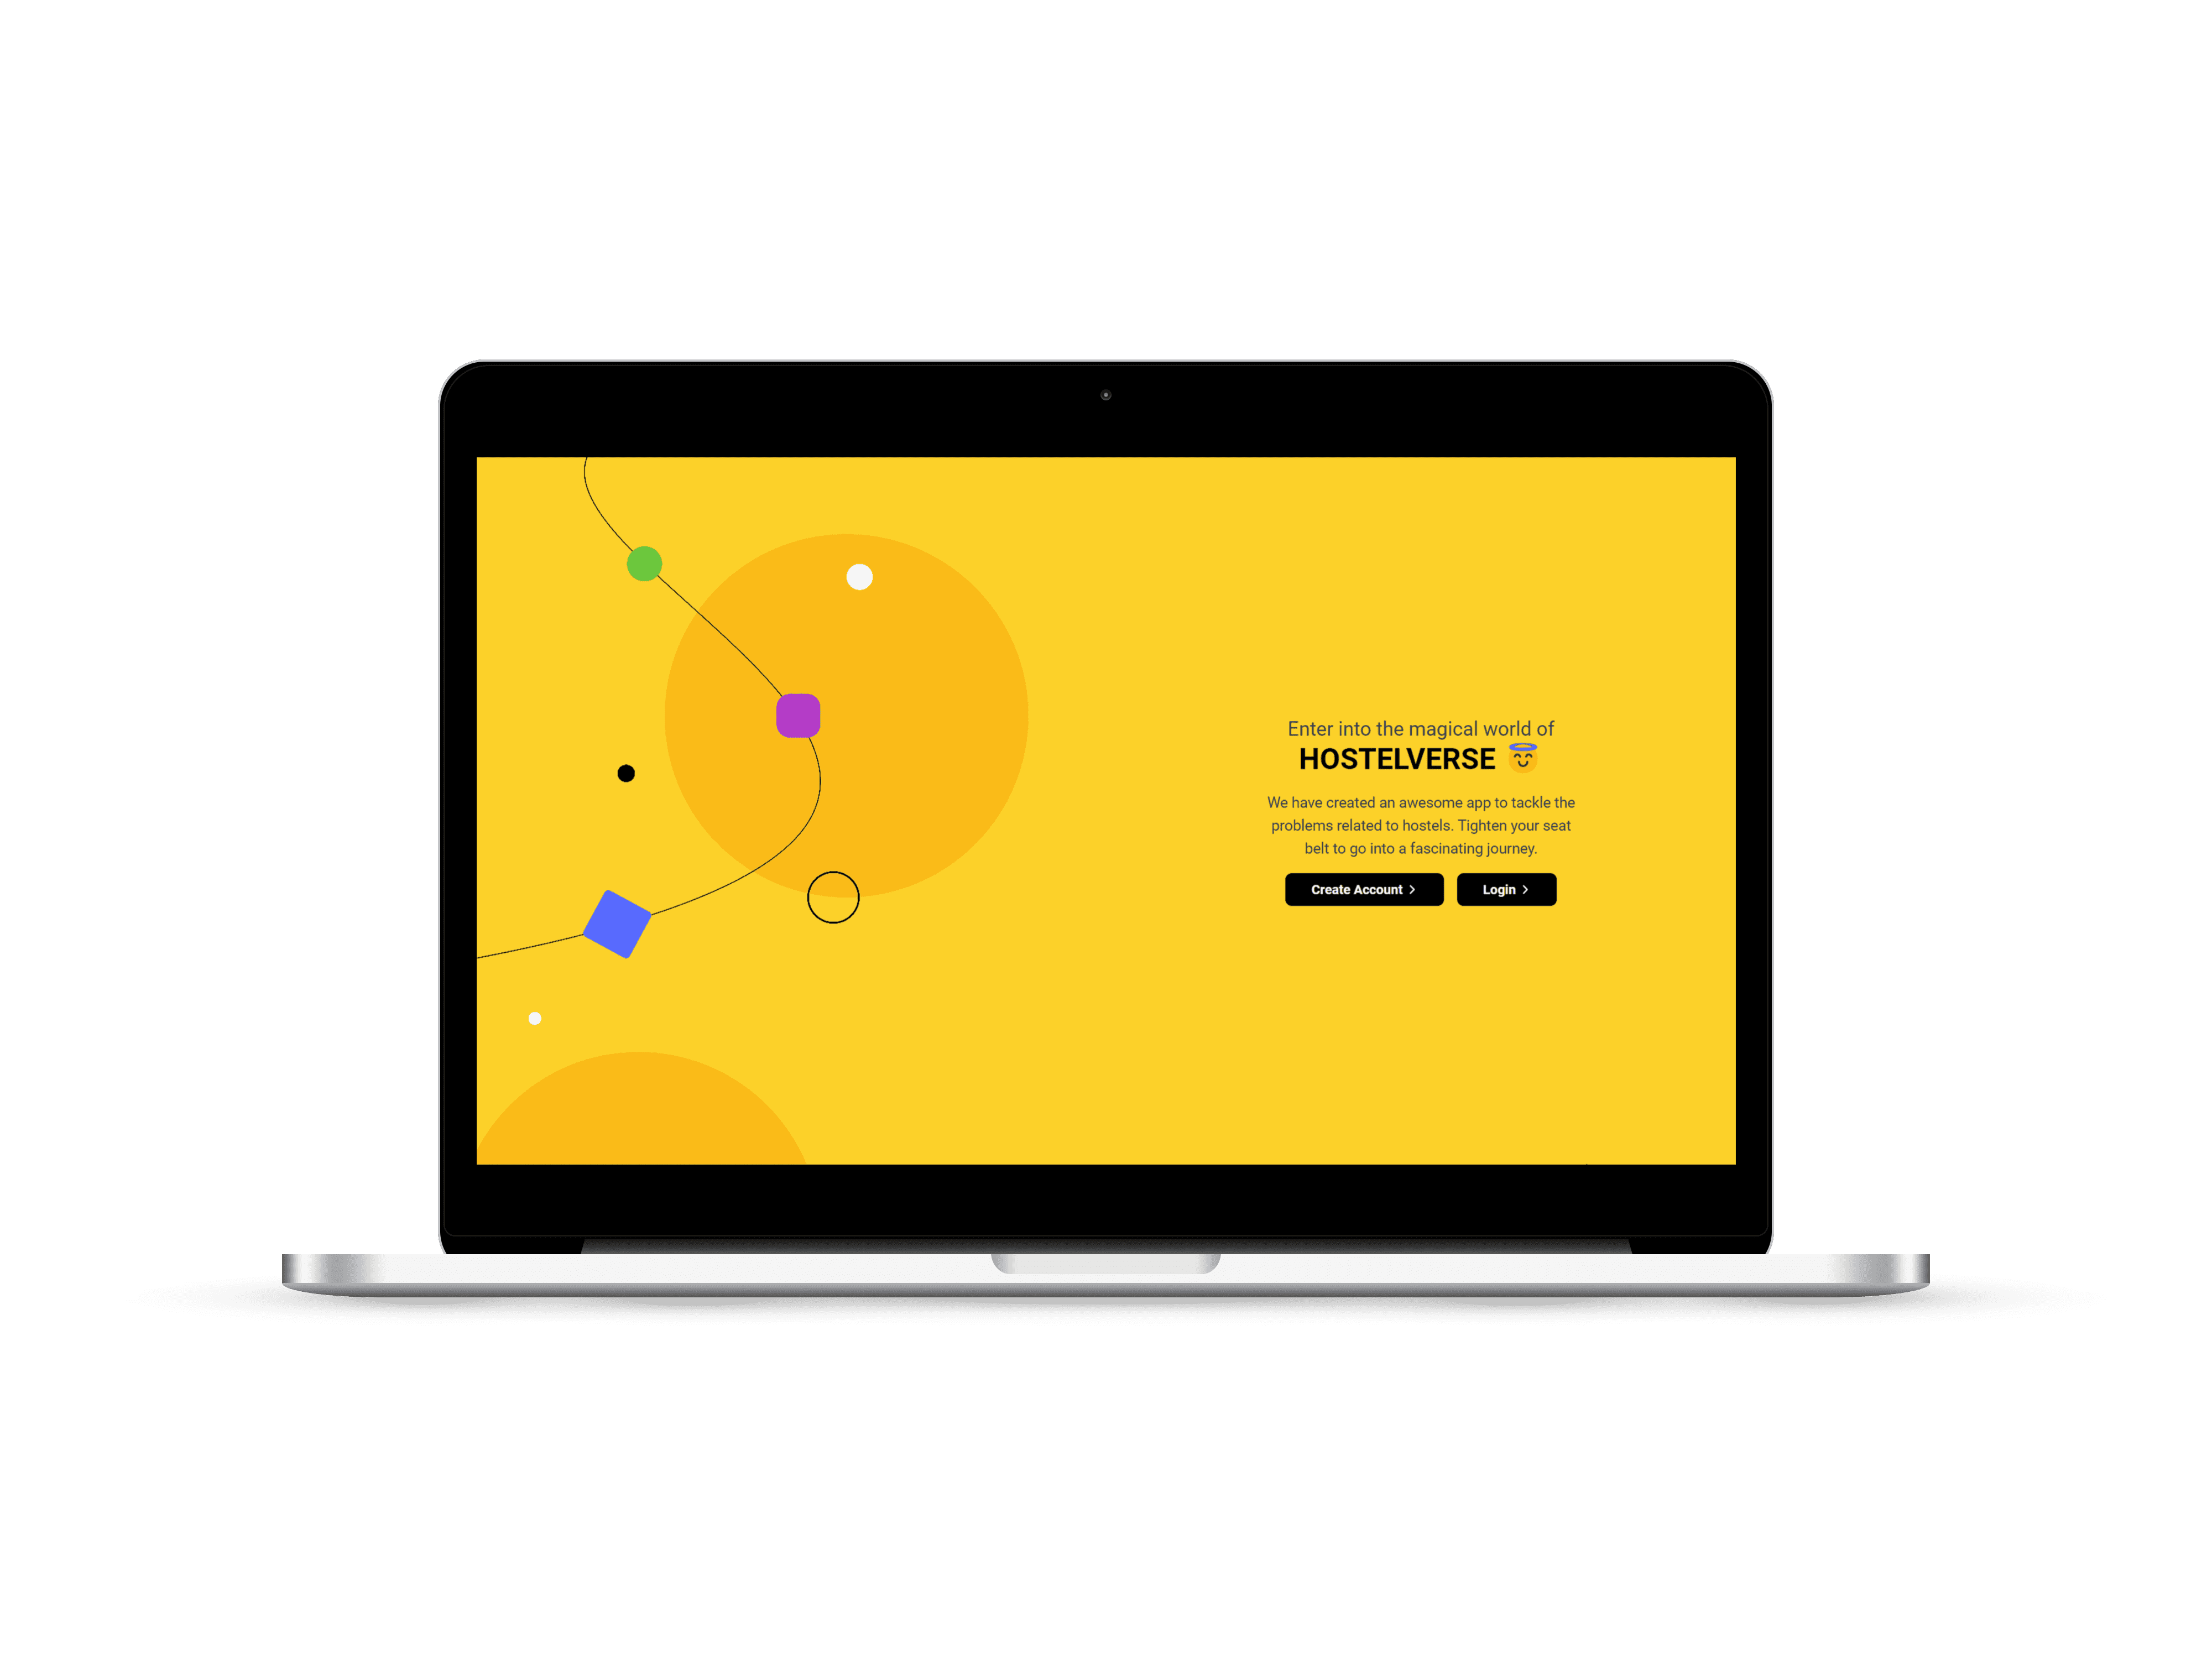 Enter into the magical world of
HOSTELVERSE 😇
We have created an awesome app to tackle the
problems related to hostels. Tighten your seat
belt to go into a fascinating journey.
Create Account >
Login >